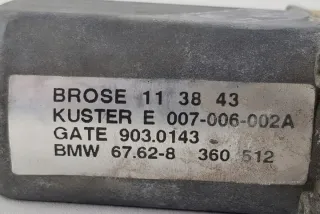 BROSE 11 38 43
KUSTER E 007-006-002A
GATE 903.0143
BMW 67.62-8 360 512